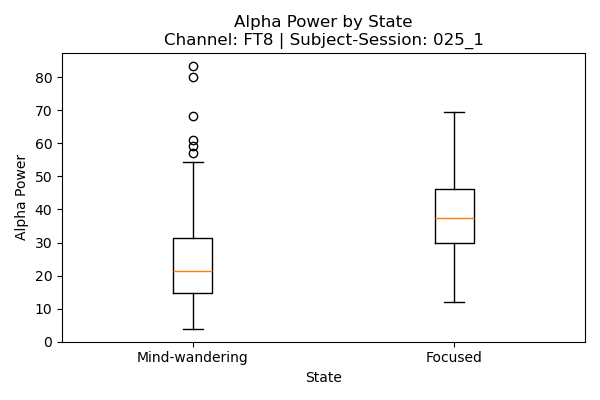 Alpha Power by State
Channel: FT8 | Subject-Session: 025_1
80
70
60
50
40
30
20
10
0
Alpha Power
Mind-wandering
Focused
State